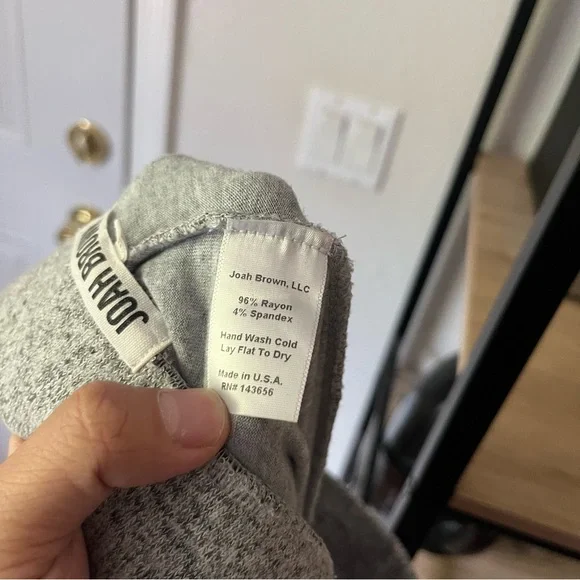 JOAH BROWN
Joah Brown, LLC
96% Rayon
4% Spandex
Hand Wash Cold
Lay Flat To Dry
Made in U.S.A.
RN# 143656